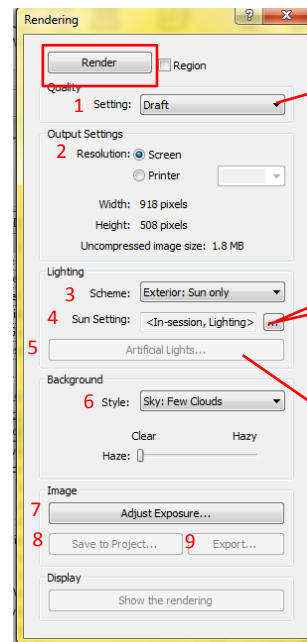 Rendering
Render Region
Quality
1 Setting: Draft
Output Settings
2 Resolution: Screen
Printer
Width: 918 pixels
Height: 508 pixels
Uncompressed image size: 1.8 MB
Lighting
3 Scheme: Exterior: Sun only
4 Sun Setting: <In-session, Lighting>
5 Artificial Lights...
Background
6 Style: Sky: Few Clouds
Clear Hazy
Haze:
Image
7 Adjust Exposure...
8 Save to Project... 9 Export...
Display
Show the rendering